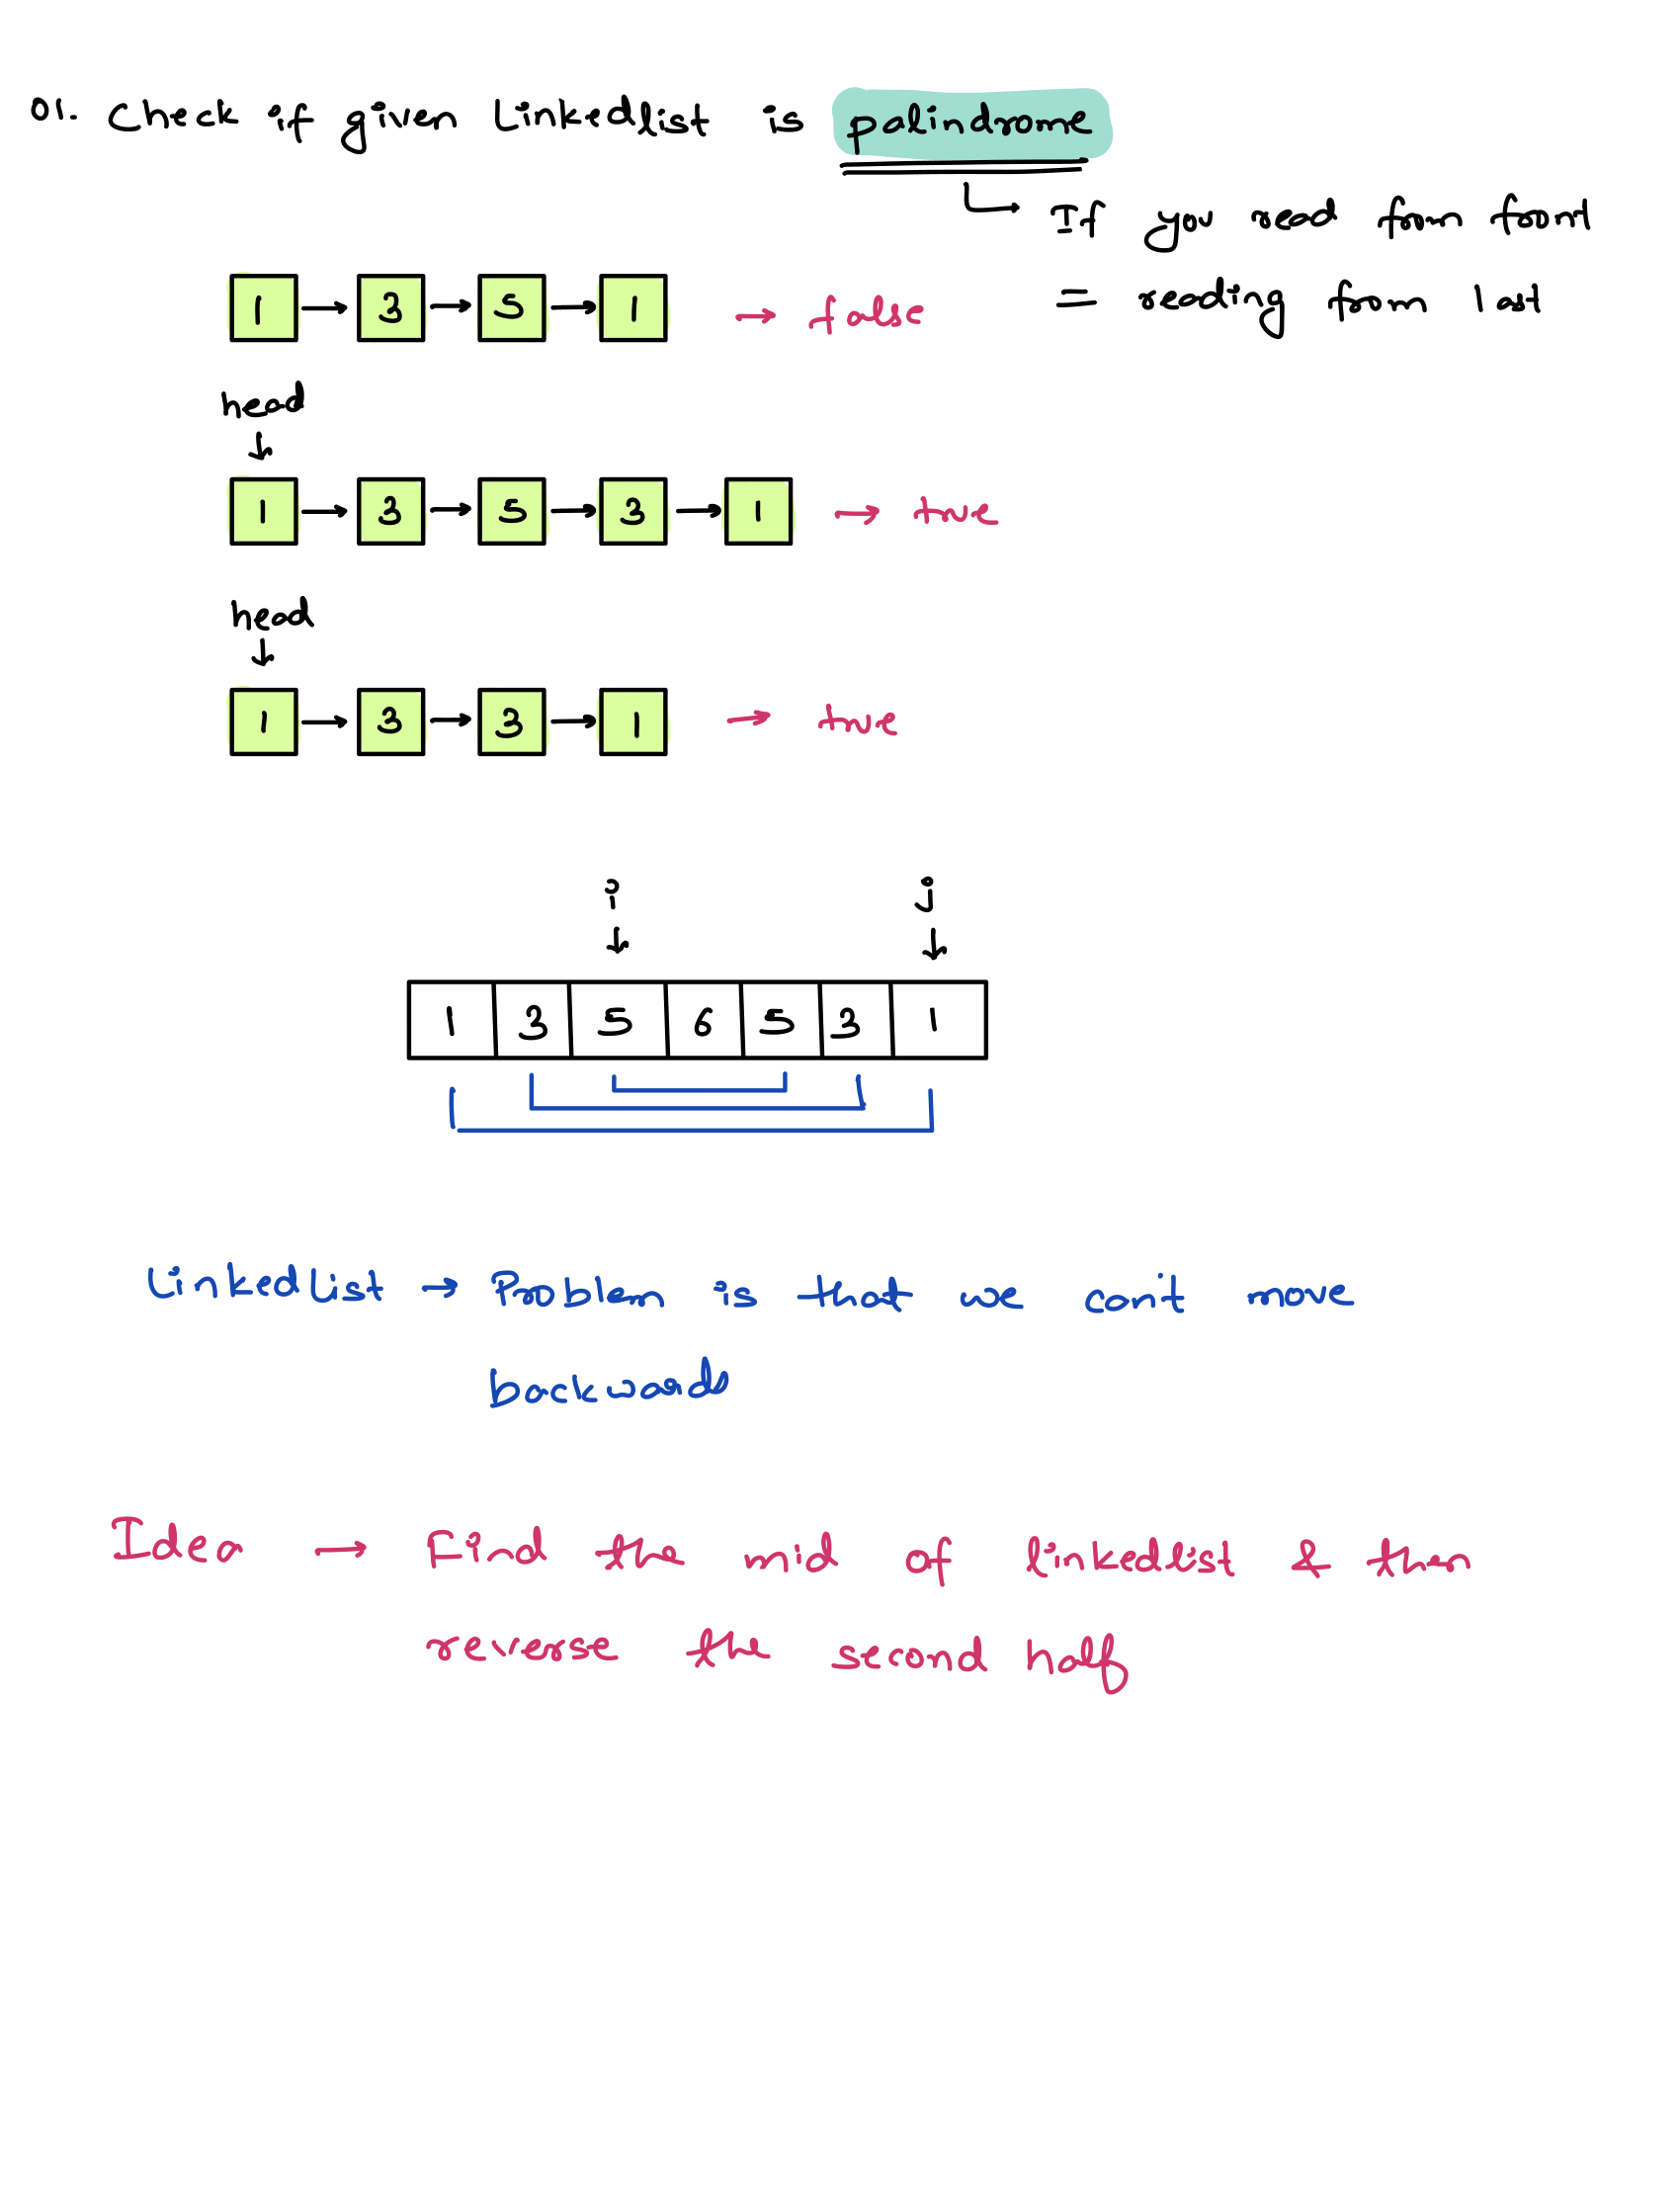 01. Check if given Linkedlist is palindrome
If you read from front
= reading from last
1 → 3 → 5 → 1 → false
head
↓
1 → 3 → 5 → 3 → 1 → true
head
↓
1 → 3 → 3 → 1 → true
i j
↓ ↓
1 3 5 6 5 3 1
Linkedlist → Problem is that we can't move
backwards
Idea → Find the mid of linkedlist & then
reverse the second half